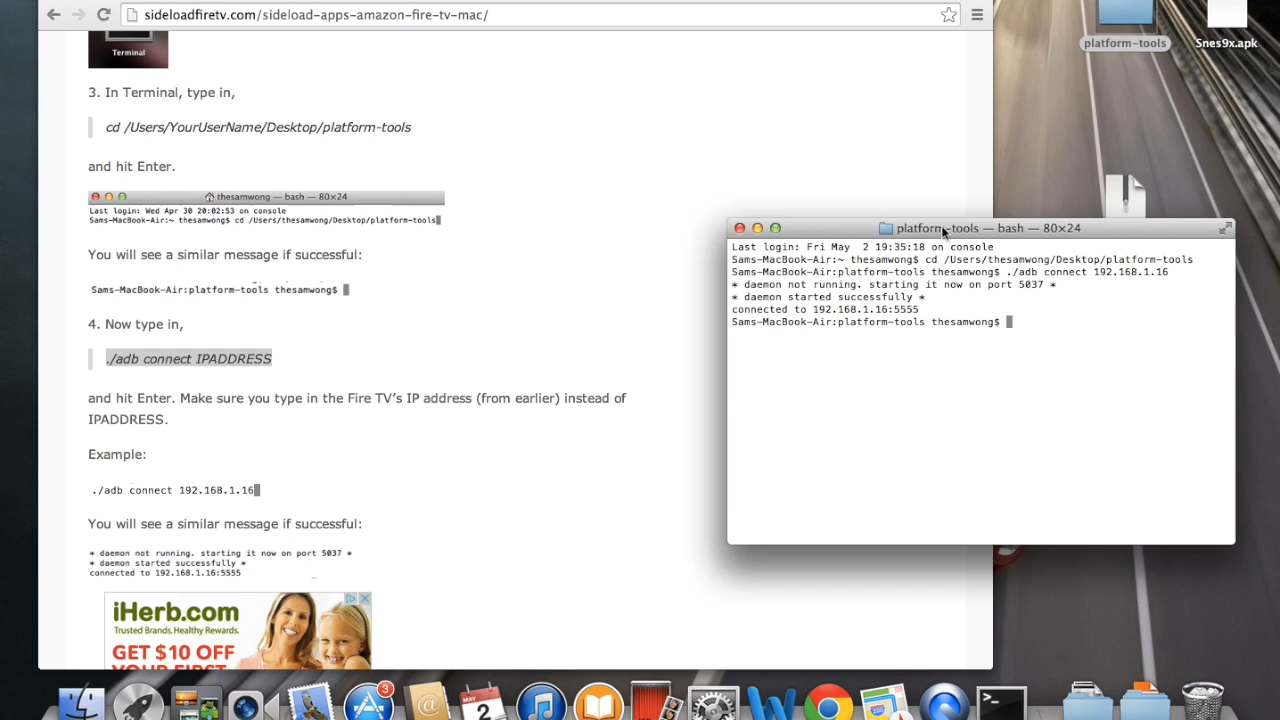 sideloadfiretv.com/sideload-apps-amazon-fire-tv-mac/
Terminal
3. In Terminal, type in,
cd /Users/YourUserName/Desktop/platform-tools
and hit Enter.
thesamwong — bash — 80×24
Last login: Wed Apr 30 20:02:53 on console
Sams-MacBook-Air:~ thesamwong$ cd /Users/thesamwong/Desktop/platform-tools
You will see a similar message if successful:
Sams-MacBook-Air:platform-tools thesamwong$
4. Now type in,
./adb connect IPADDRESS
and hit Enter. Make sure you type in the Fire TV’s IP address (from earlier) instead of
IPADDRESS.
Example:
./adb connect 192.168.1.16
You will see a similar message if successful:
* daemon not running. starting it now on port 5037 *
* daemon started successfully *
connected to 192.168.1.16:5555
iHerb.com
Trusted Brands. Healthy Rewards.
GET $10 OFF
YOUR FIRST
platform-tools
Snes9x.apk
platform-tools — bash — 80×24
Last login: Fri May  2 19:35:18 on console
Sams-MacBook-Air:~ thesamwong$ cd /Users/thesamwong/Desktop/platform-tools
Sams-MacBook-Air:platform-tools thesamwong$ ./adb connect 192.168.1.16
* daemon not running. starting it now on port 5037 *
* daemon started successfully *
connected to 192.168.1.16:5555
Sams-MacBook-Air:platform-tools thesamwong$
3
MAY
2